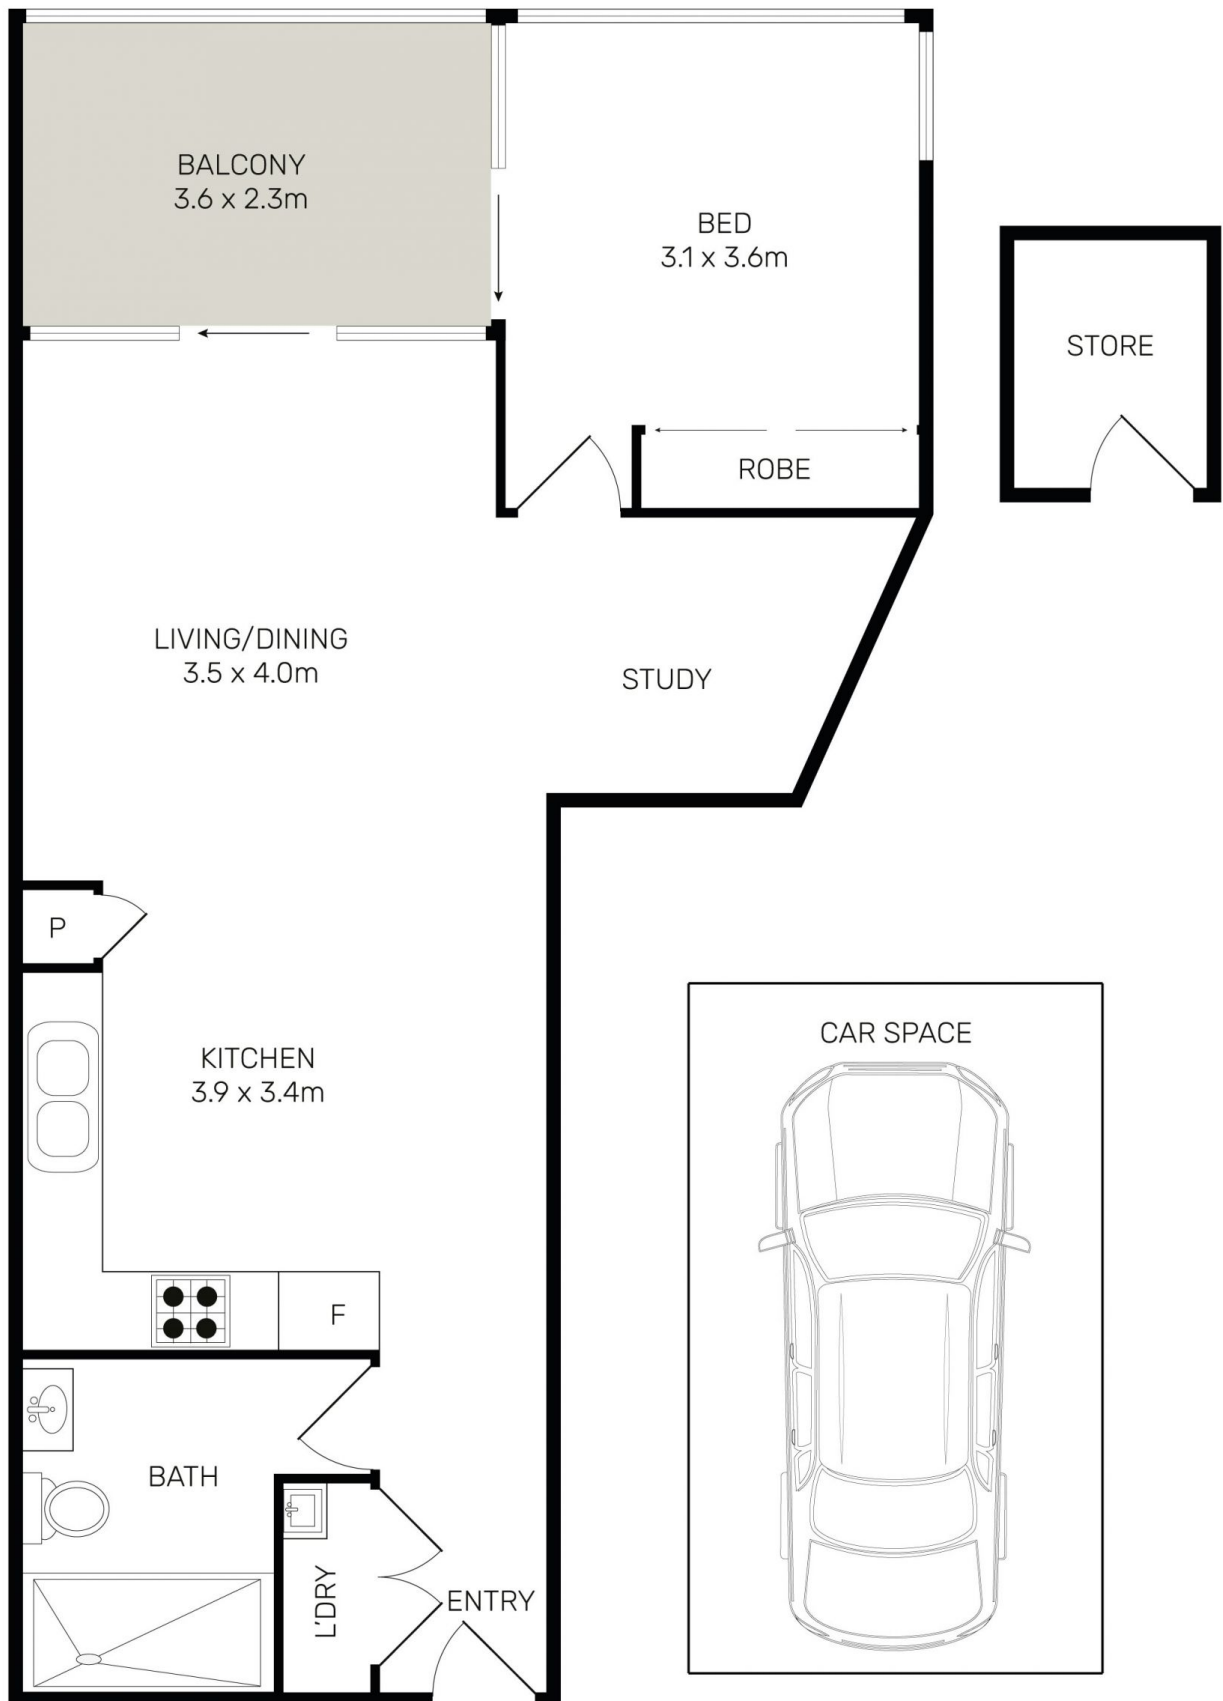 BALCONY
3.6 x 2.3m
BED
3.1 x 3.6m
STORE
ROBE
LIVING/DINING
3.5 x 4.0m
STUDY
P
KITCHEN
3.9 x 3.4m
CAR SPACE
F
BATH
L'DRY
ENTRY